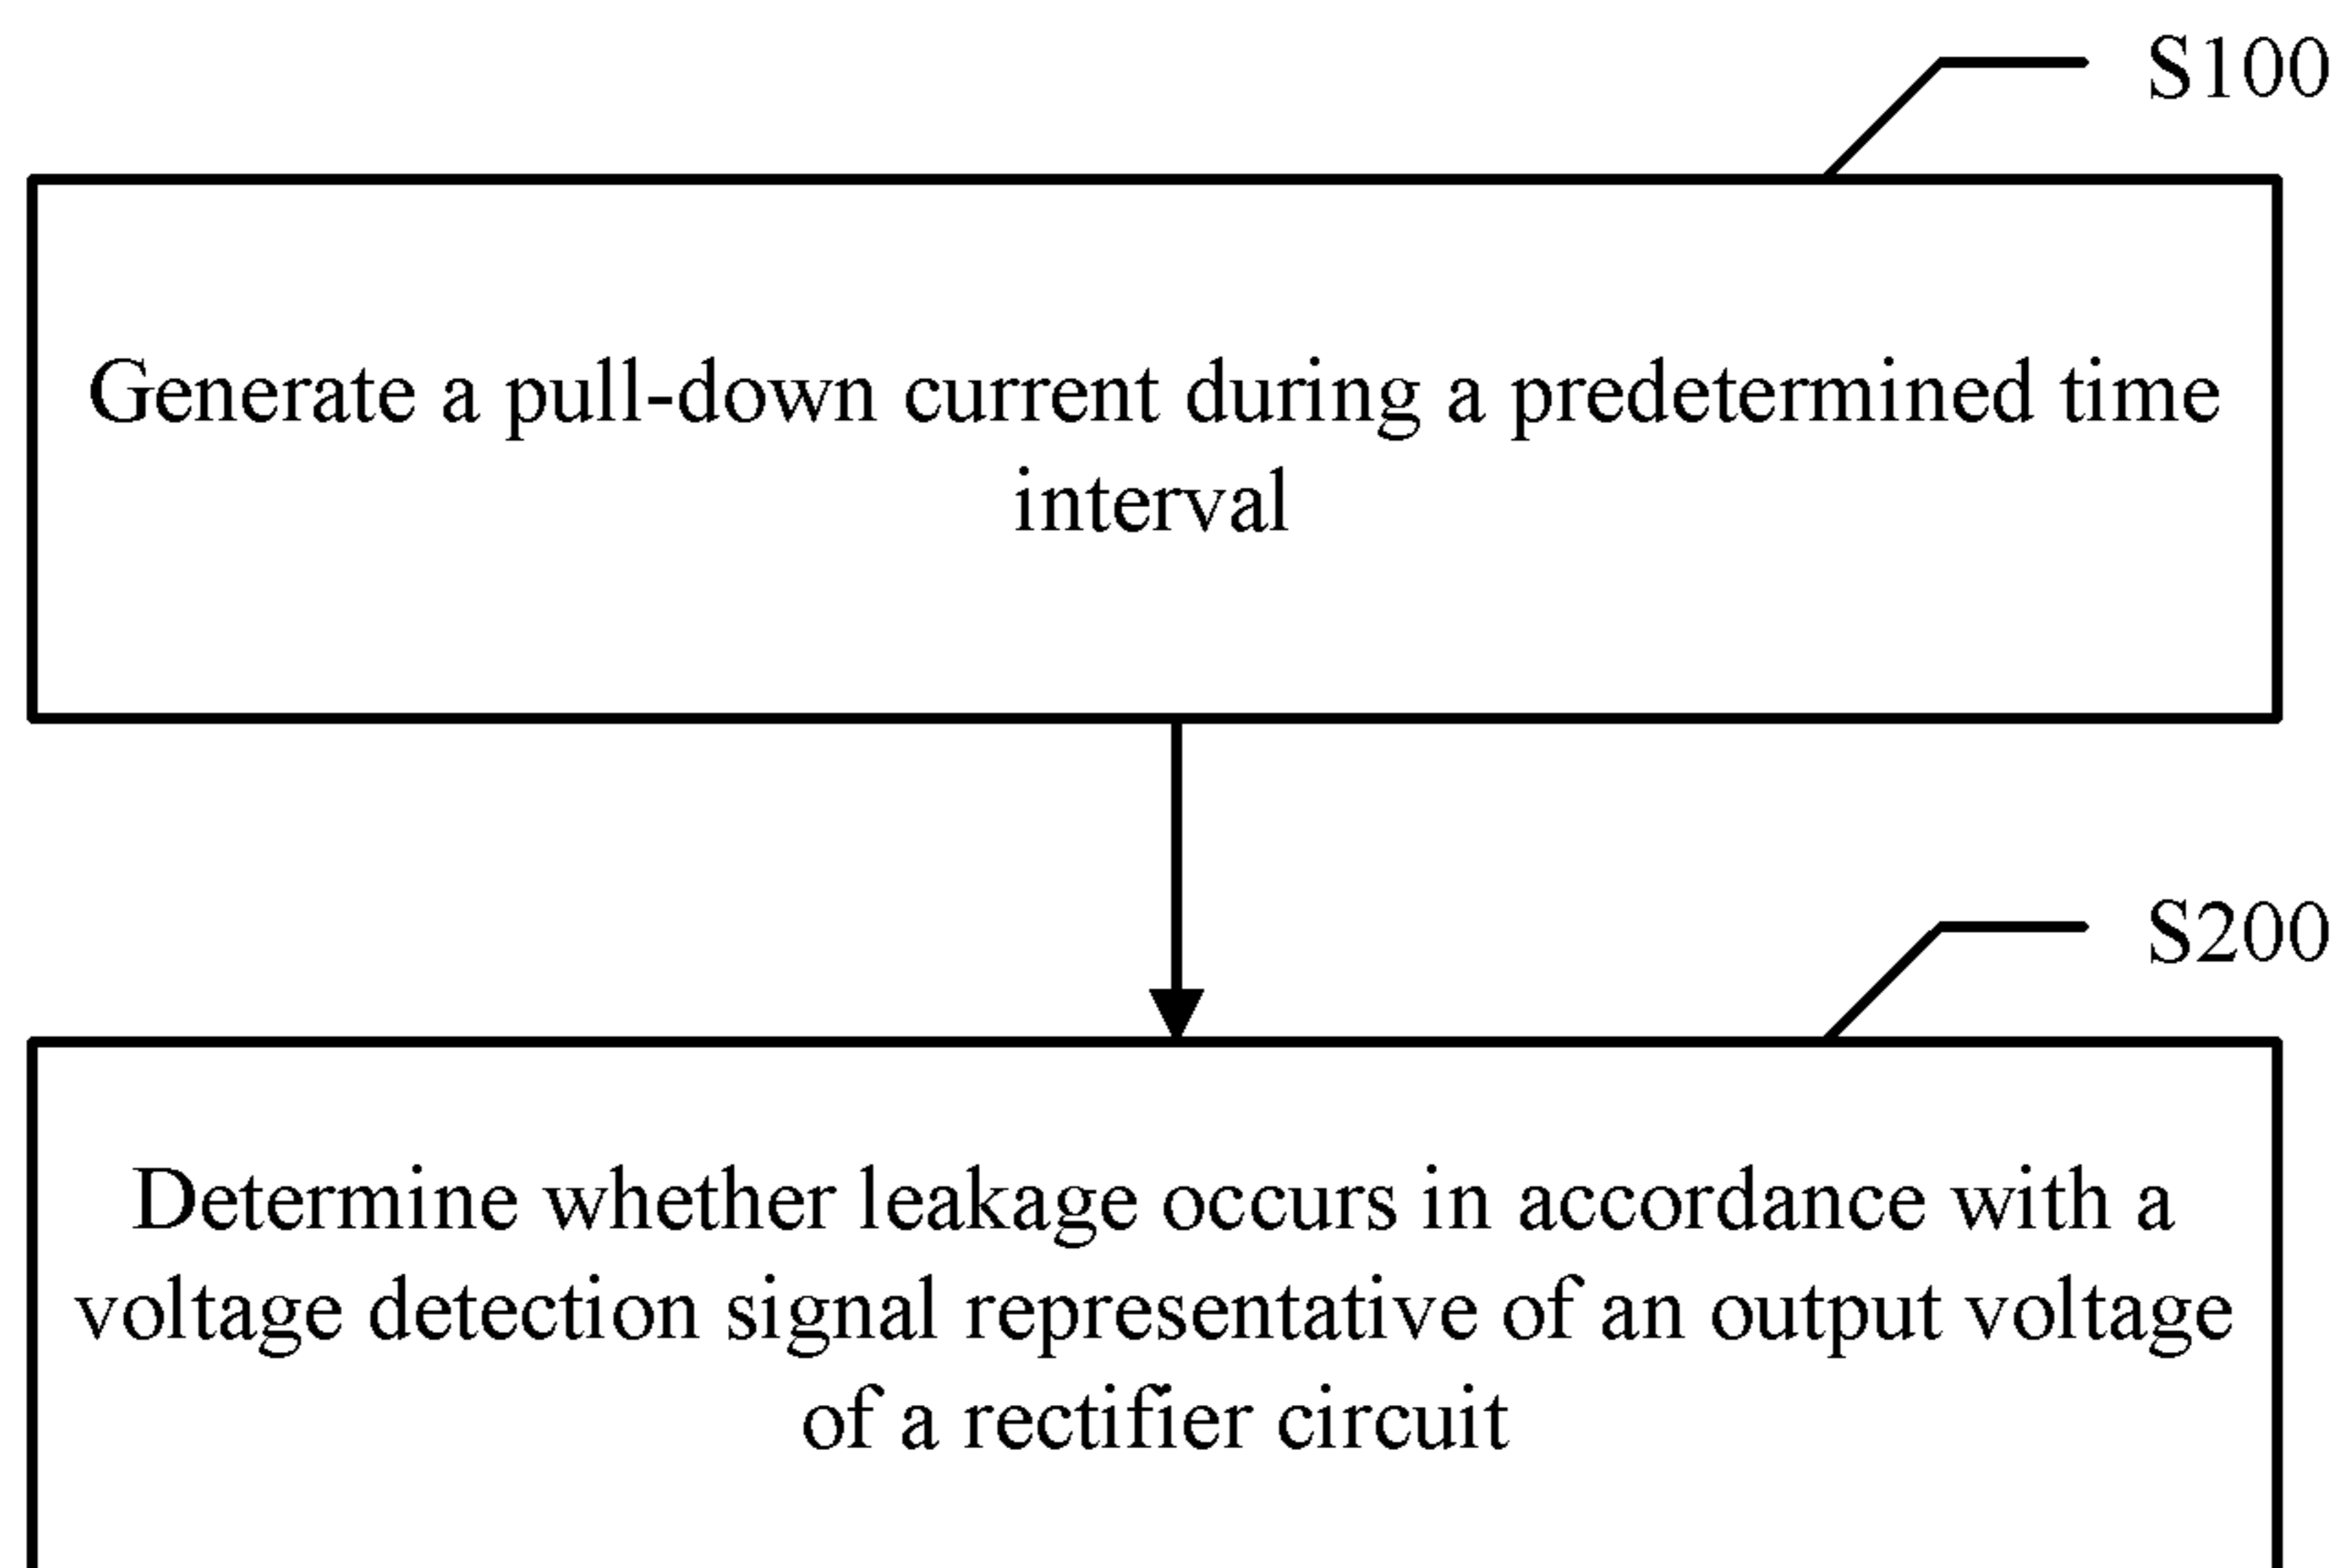 S100
Generate a pull-down current during a predetermined time
interval
S200
Determine whether leakage occurs in accordance with a
voltage detection signal representative of an output voltage
of a rectifier circuit